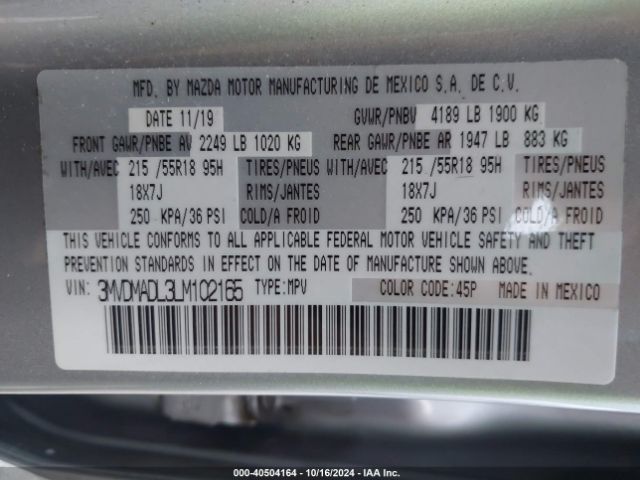 MFD. BY MAZDA MOTOR MANUFACTURING DE MEXICO S.A. DE C.V.
DATE 11/19 GVWR/PNBV 4189 LB 1900 KG
FRONT GAWR/PNBE AV 2249 LB 1020 KG REAR GAWR/PNBE AR 1947 LB 883 KG
WITH/AVEC 215 /55R18 95H TIRES/PNEUS WITH/AVEC 215 /55R18 95H TIRES/PNEUS
18X7J RIMS/JANTES 18X7J RIMS/JANTES
250 KPA/36 PSI COLD/A FROID 250 KPA/36 PSI COLD/A FROID
THIS VEHICLE CONFORMS TO ALL APPLICABLE FEDERAL MOTOR VEHICLE SAFETY AND THEFT
PREVENTION STANDARDS IN EFFECT ON THE DATE OF MANUFACTURE SHOWN ABOVE.
VIN: 3MVDMADL3LM102165 TYPE:MPV COLOR CODE:45P MADE IN MEXICO
000-40504164 - 10/16/2024 - IAA Inc.